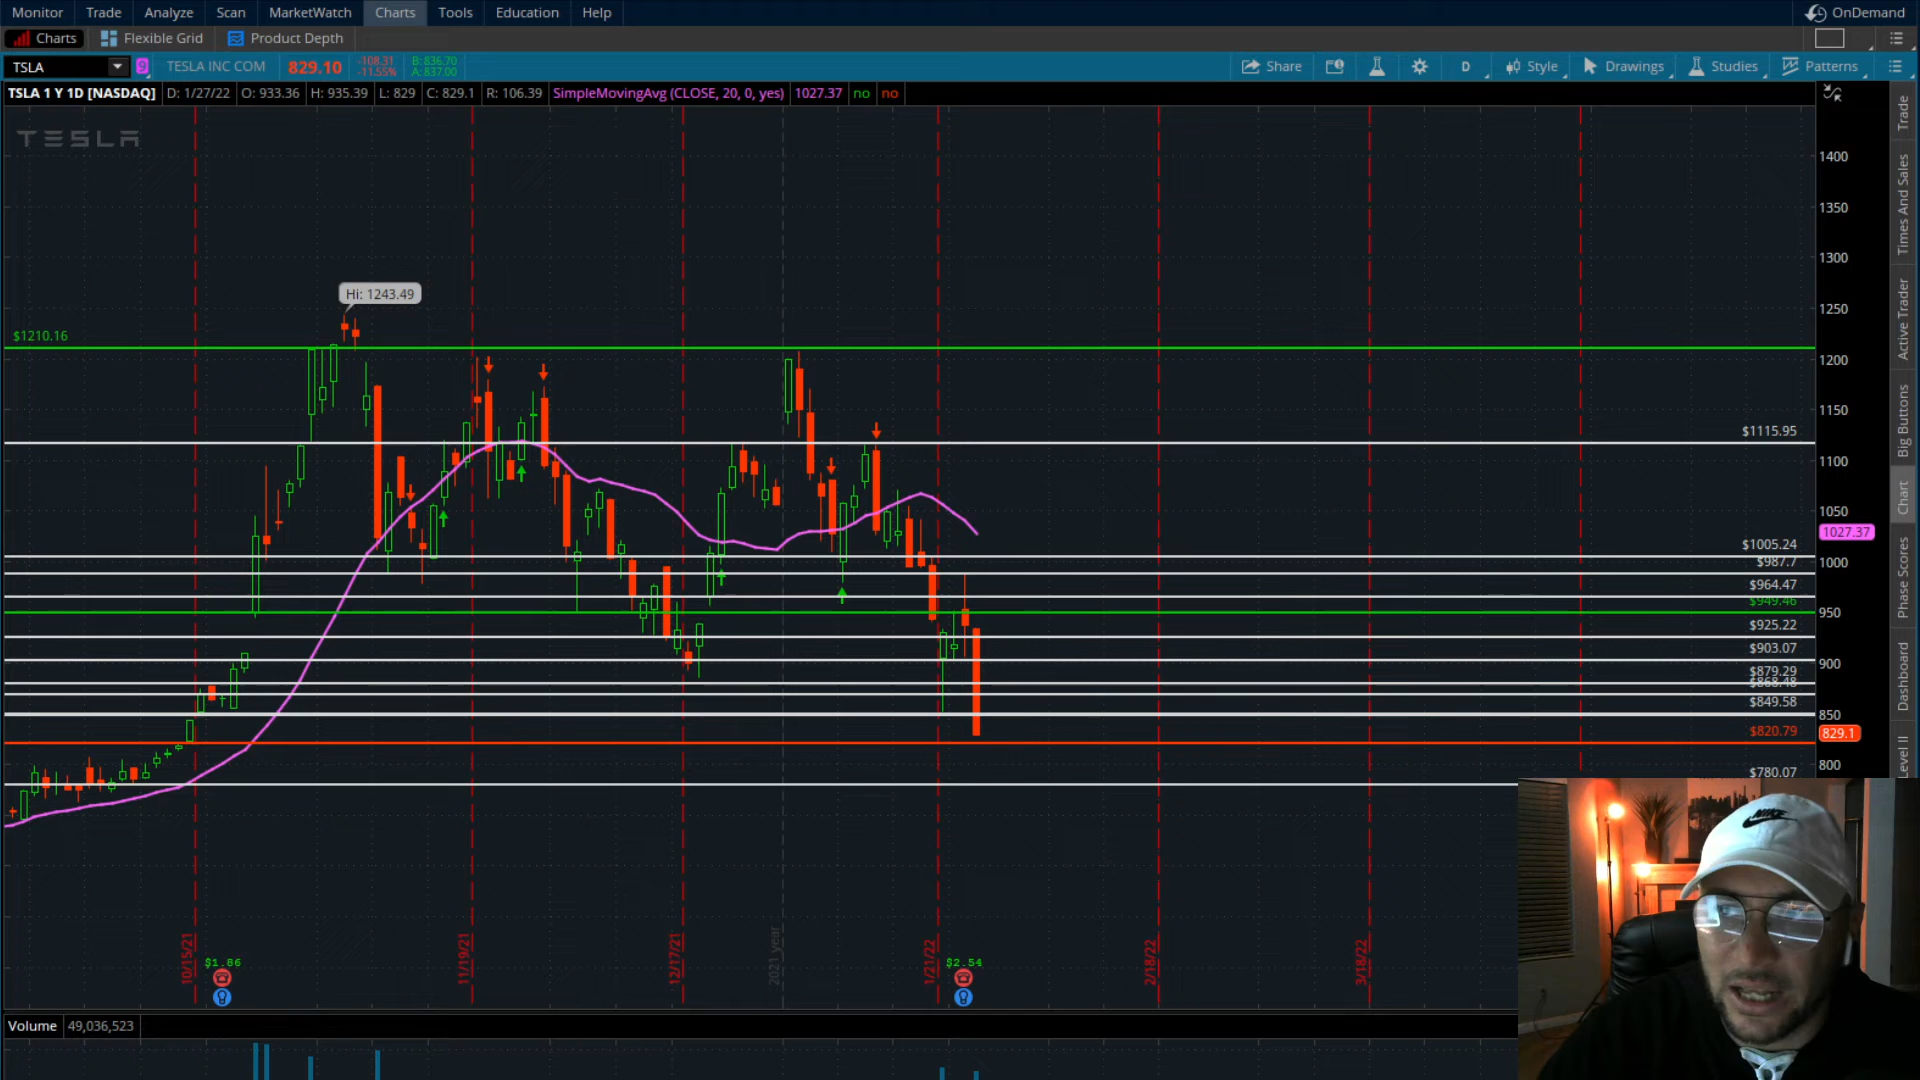 Monitor Trade Analyze Scan MarketWatch Charts Tools Education Help OnDemand
Charts Flexible Grid Product Depth
TSLA 9 TESLA INC COM 829.10 -108.31 -11.55% B: 836.70 A: 837.00 Share D Style Drawings Studies Patterns
TSLA 1 Y 1D [NASDAQ] D: 1/27/22 O: 933.36 H: 935.39 L: 829 C: 829.1 R: 106.39 SimpleMovingAvg (CLOSE, 20, 0, yes) 1027.37 no no
TESLA
1400
1350
1300
Hi: 1243.49
1250
$1210.16
1200
1150
$1115.95
1100
1050
1027.37
$1005.24
$987.7
1000
$964.47
$949.46
950
$925.22
$903.07
900
$879.29
$868.48
$849.58
850
$820.79
829.1
800
$780.07
10/15/21
11/19/21
12/17/21
2021 year
1/21/22
2/18/22
3/18/22
$1.86
$2.54
Volume 49,036,523
Trade
Times And Sales
Active Trader
Big Buttons
Chart
Phase Scores
Dashboard
Level II